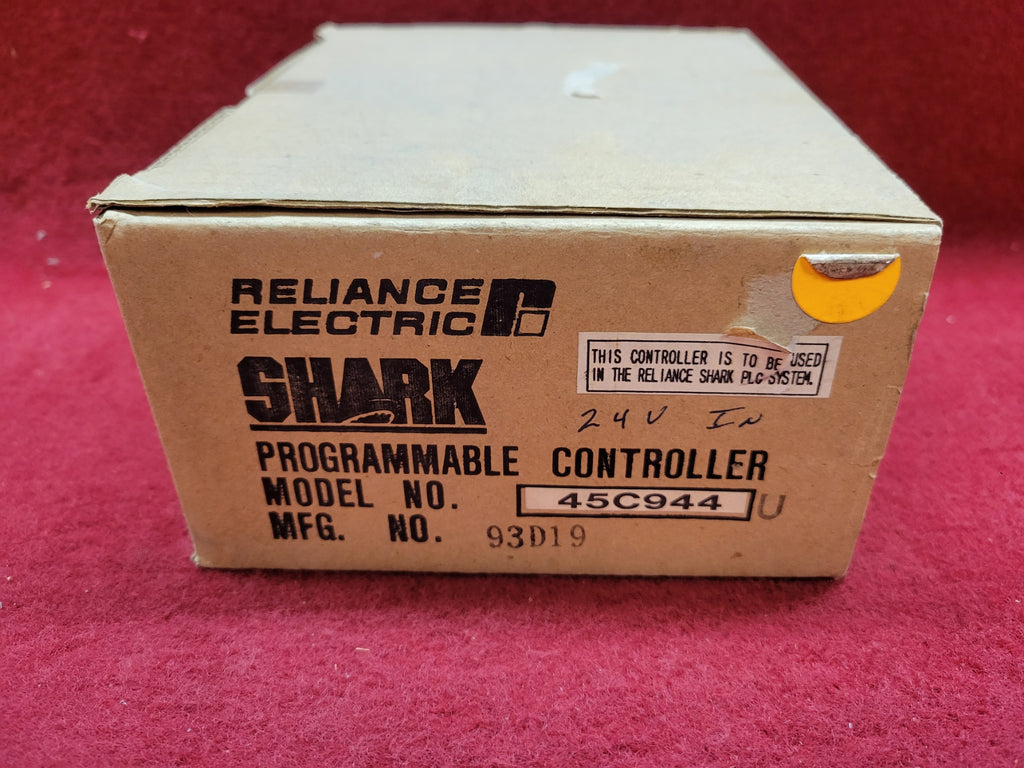 RELIANCE
ELECTRIC
SHARK
THIS CONTROLLER IS TO BE USED
IN THE RELIANCE SHARK PLC SYSTEM.
24V IN
PROGRAMMABLE CONTROLLER
MODEL NO. 45C944 U
MFG. NO. 93D19